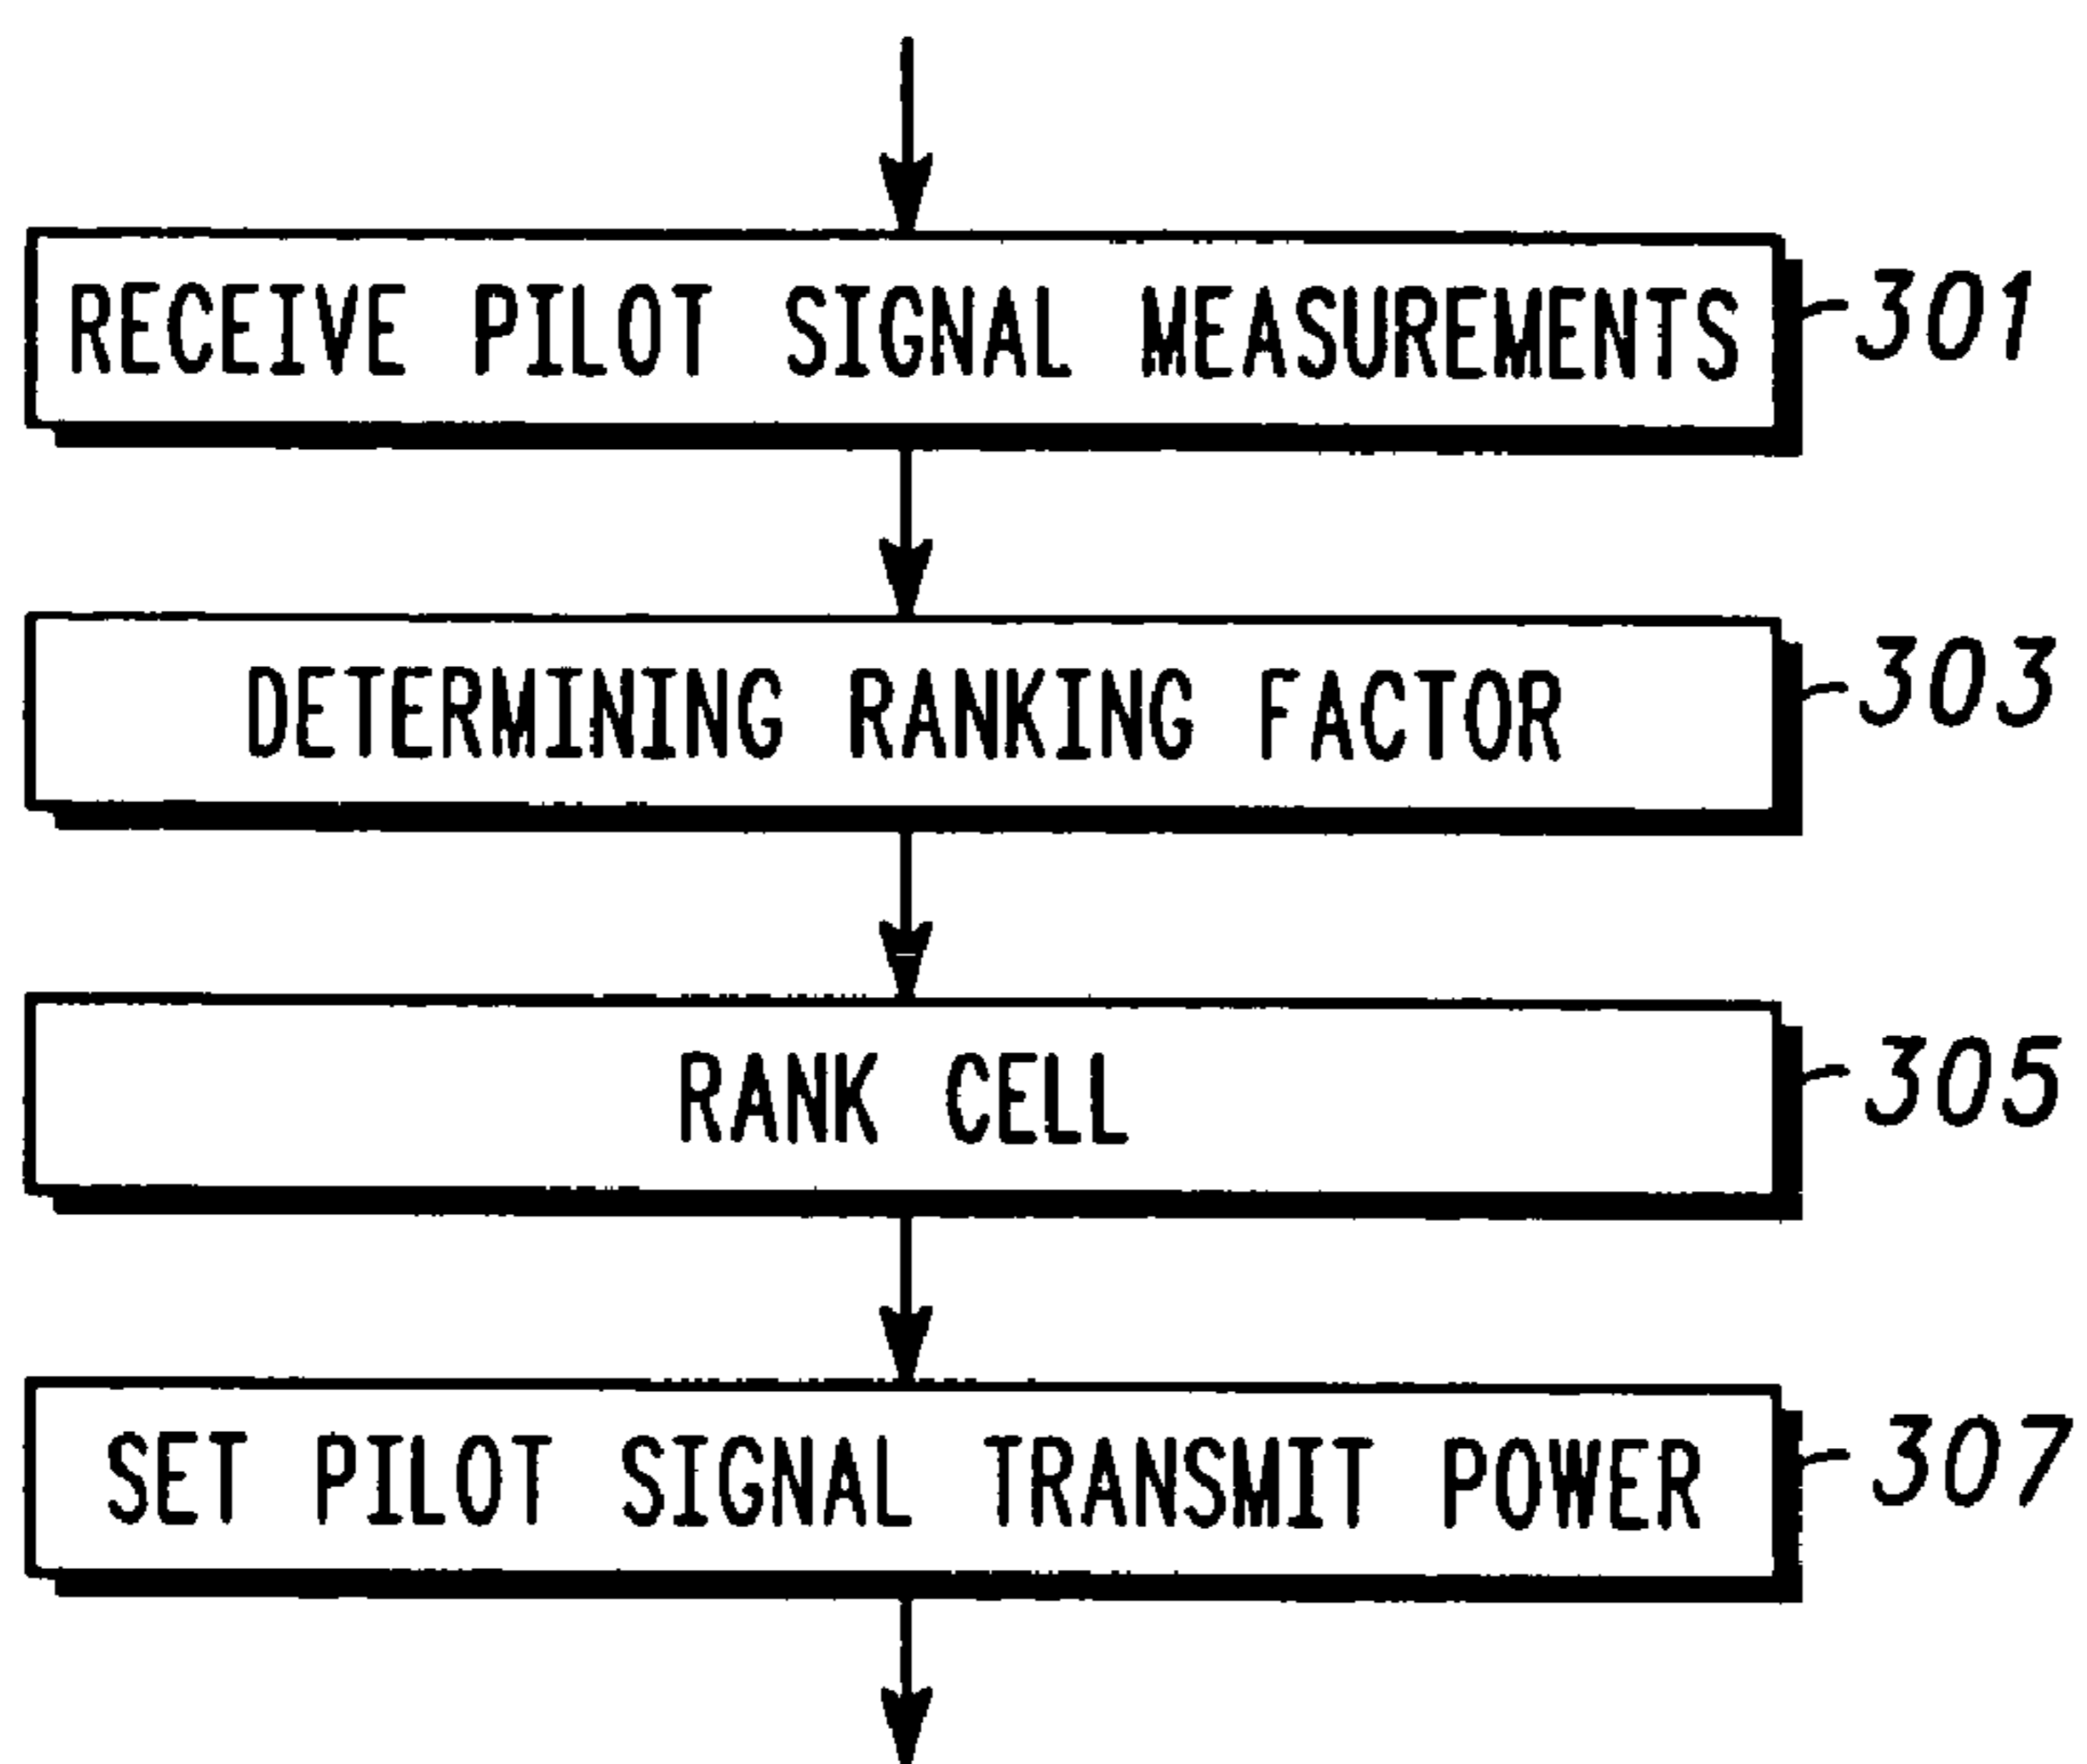 RECEIVE PILOT SIGNAL MEASUREMENTS 301
DETERMINING RANKING FACTOR 303
RANK CELL 305
SET PILOT SIGNAL TRANSMIT POWER 307